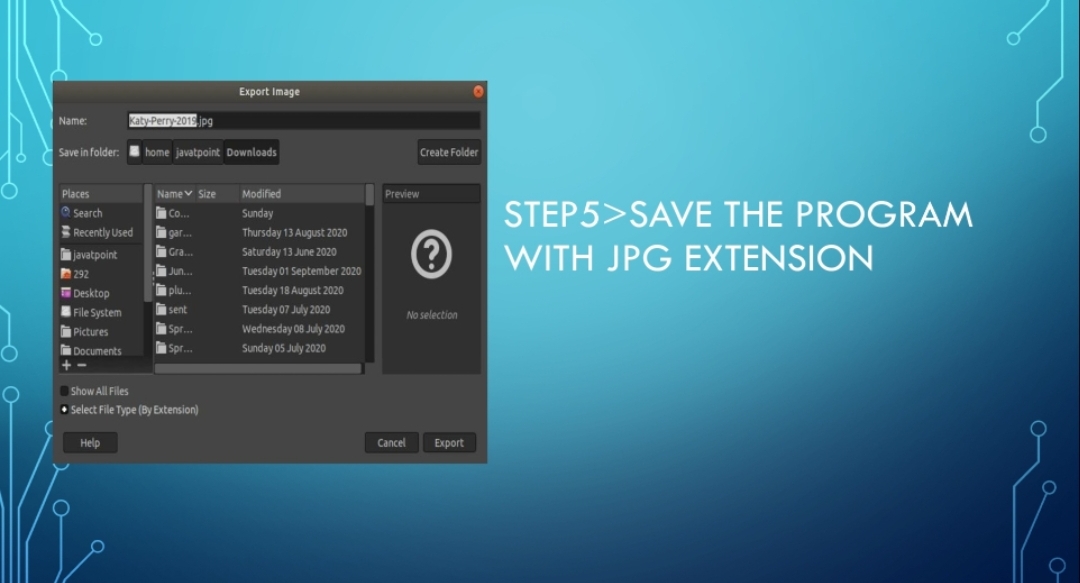 Export Image
Name: Katy-Perry-2019.jpg
Save in folder: home javatpoint Downloads Create Folder
Places
Search
Recently Used
javatpoint
292
Desktop
File System
Pictures
Documents
Name Size Modified
Co... Sunday
gar... Thursday 13 August 2020
Gra... Saturday 13 June 2020
Jun... Tuesday 01 September 2020
plu... Tuesday 18 August 2020
sent Tuesday 07 July 2020
Spr... Wednesday 08 July 2020
Spr... Sunday 05 July 2020
Preview
No selection
Show All Files
Select File Type (By Extension)
Help Cancel Export
STEP5>SAVE THE PROGRAM
WITH JPG EXTENSION